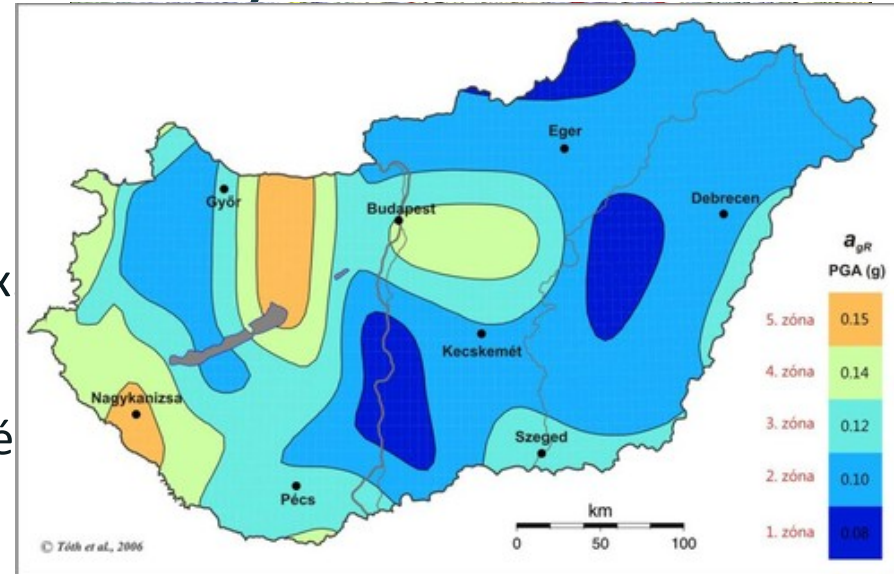 x
é
Eger
Győr
Budapest
Debrecen
a_gR
PGA (g)
5. zóna 0.15
Kecskemét
4. zóna 0.14
Nagykanizsa
3. zóna 0.12
Szeged
2. zóna 0.10
Pécs
km
1. zóna 0.08
0 50 100
© Tóth et al., 2006